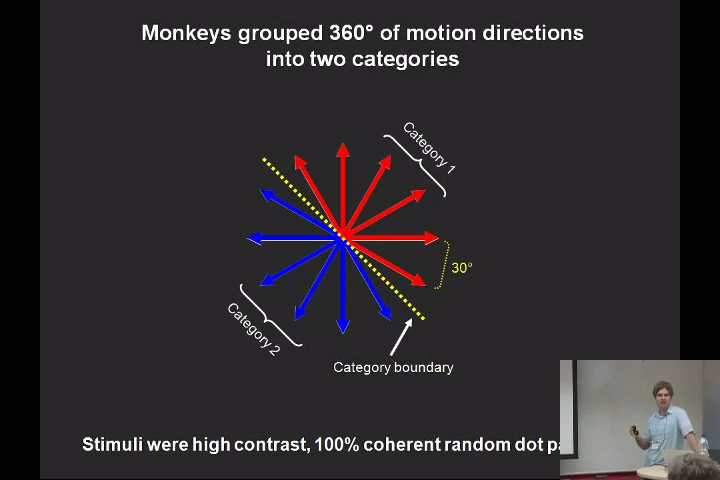 Monkeys grouped 360° of motion directions
into two categories
Category 1
30°
Category 2
Category boundary
Stimuli were high contrast, 100% coherent random dot